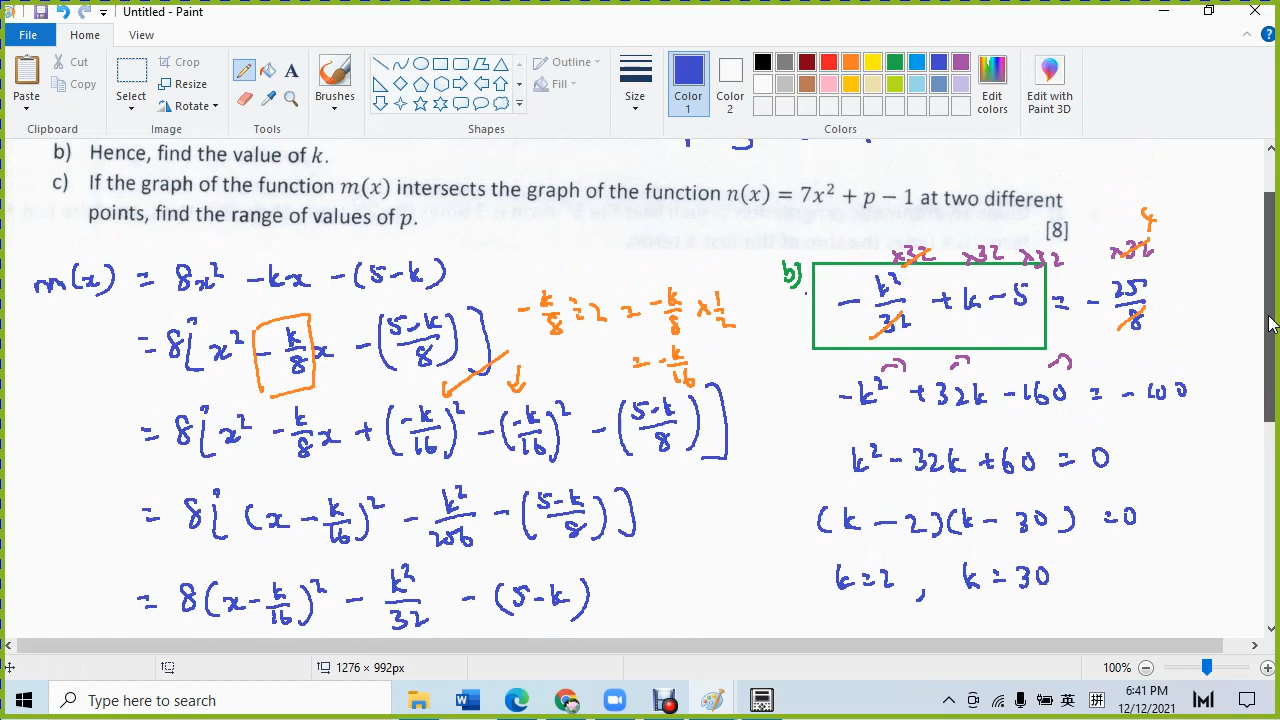 Untitled - Paint
File Home View
Paste Cut Copy Clipboard
Select Crop Resize Rotate Image
A Tools
Brushes
Outline Fill Shapes
Size
Color 1 Color 2 Edit colors Colors
Edit with Paint 3D
b) Hence, find the value of k.
c) If the graph of the function m(x) intersects the graph of the function n(x) = 7x² + p − 1 at two different
points, find the range of values of p.
[8]
m(x) = 8x² - kx - (5-k)
= 8[x² - k/8 x - (5-k/8)]
-k/8 ÷ 2 = -k/8 × 1/2
= -k/16
= 8[x² - k/8 x + (-k/16)² - (-k/16)² - (5-k/8)]
= 8[(x - k/16)² - k²/256 - (5-k/8)]
= 8(x - k/16)² - k²/32 - (5-k)
×32 ×32 ×32 ×32 4
b) - k²/32 + k - 5 = - 25/8
-k² + 32k - 160 = -100
k² - 32k + 60 = 0
(k - 2)(k - 30) = 0
k = 2 , k = 30
1276 × 992px
100%
Type here to search
英 拼
6:41 PM
12/12/2021